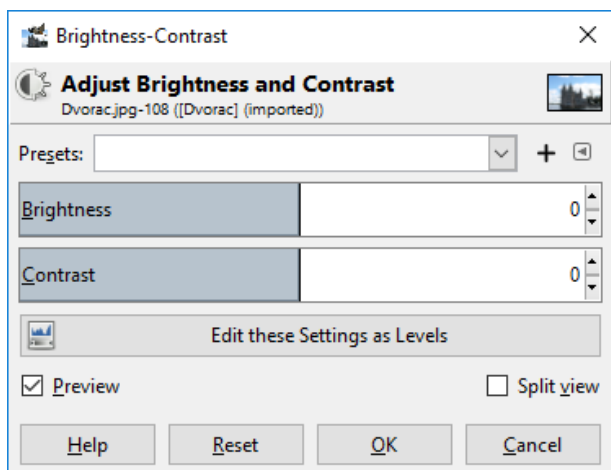 Brightness-Contrast
Adjust Brightness and Contrast
Dvorac.jpg-108 ([Dvorac] (imported))
Presets:
Brightness 0
Contrast 0
Edit these Settings as Levels
Preview Split view
Help Reset OK Cancel